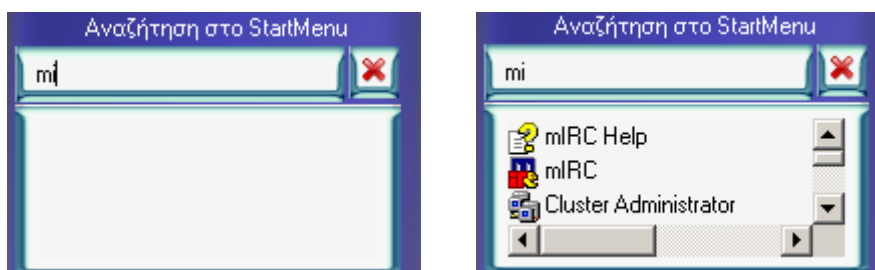 Αναζήτηση στο StartMenu
mi
Αναζήτηση στο StartMenu
mi
mIRC Help
mIRC
Cluster Administrator